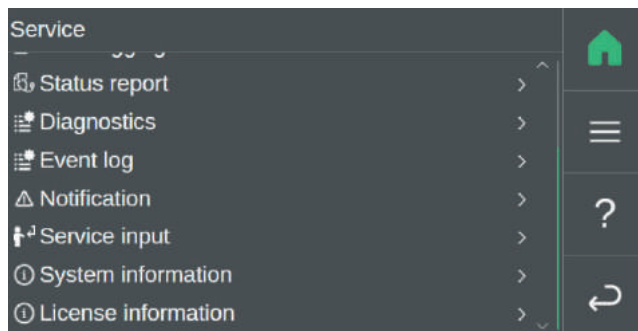 Service
Status report
Diagnostics
Event log
Notification
Service input
System information
License information
?